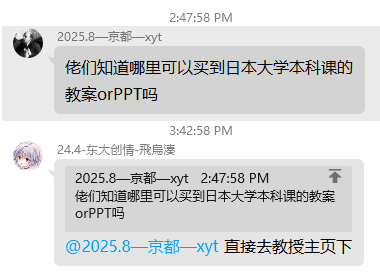 2:47:58 PM
2025.8—京都—xyt
佬们知道哪里可以买到日本大学本科课的
教案orPPT吗
3:42:58 PM
24.4-东大创情-飛鳥湊
2025.8—京都—xyt 2:47:58 PM
佬们知道哪里可以买到日本大学本科课的教案
orPPT吗
@2025.8—京都—xyt 直接去教授主页下